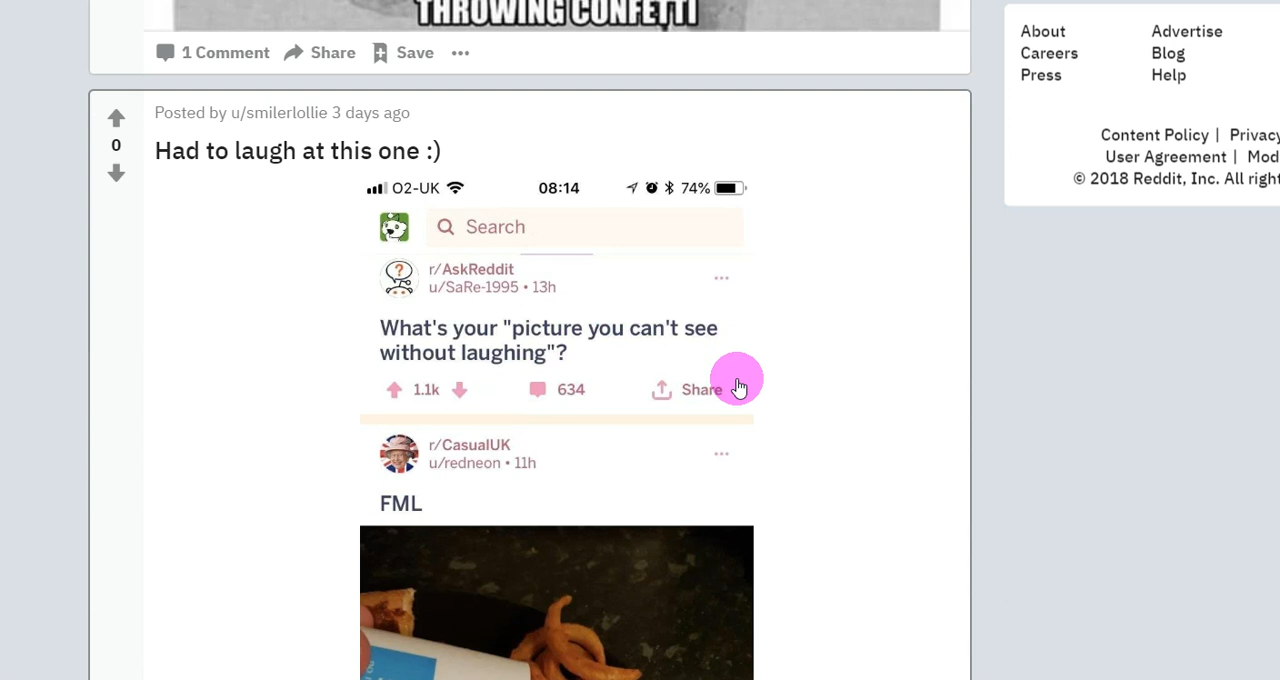 THROWING CONFETTI
1 Comment Share Save
Posted by u/smilerlollie 3 days ago
0
Had to laugh at this one :)
O2-UK 08:14 74%
Search
r/AskReddit
u/SaRe-1995 • 13h
What's your "picture you can't see
without laughing"?
1.1k 634 Share
r/CasualUK
u/redneon • 11h
FML
About Advertise
Careers Blog
Press Help
Content Policy | Privacy
User Agreement | Mod
© 2018 Reddit, Inc. All right